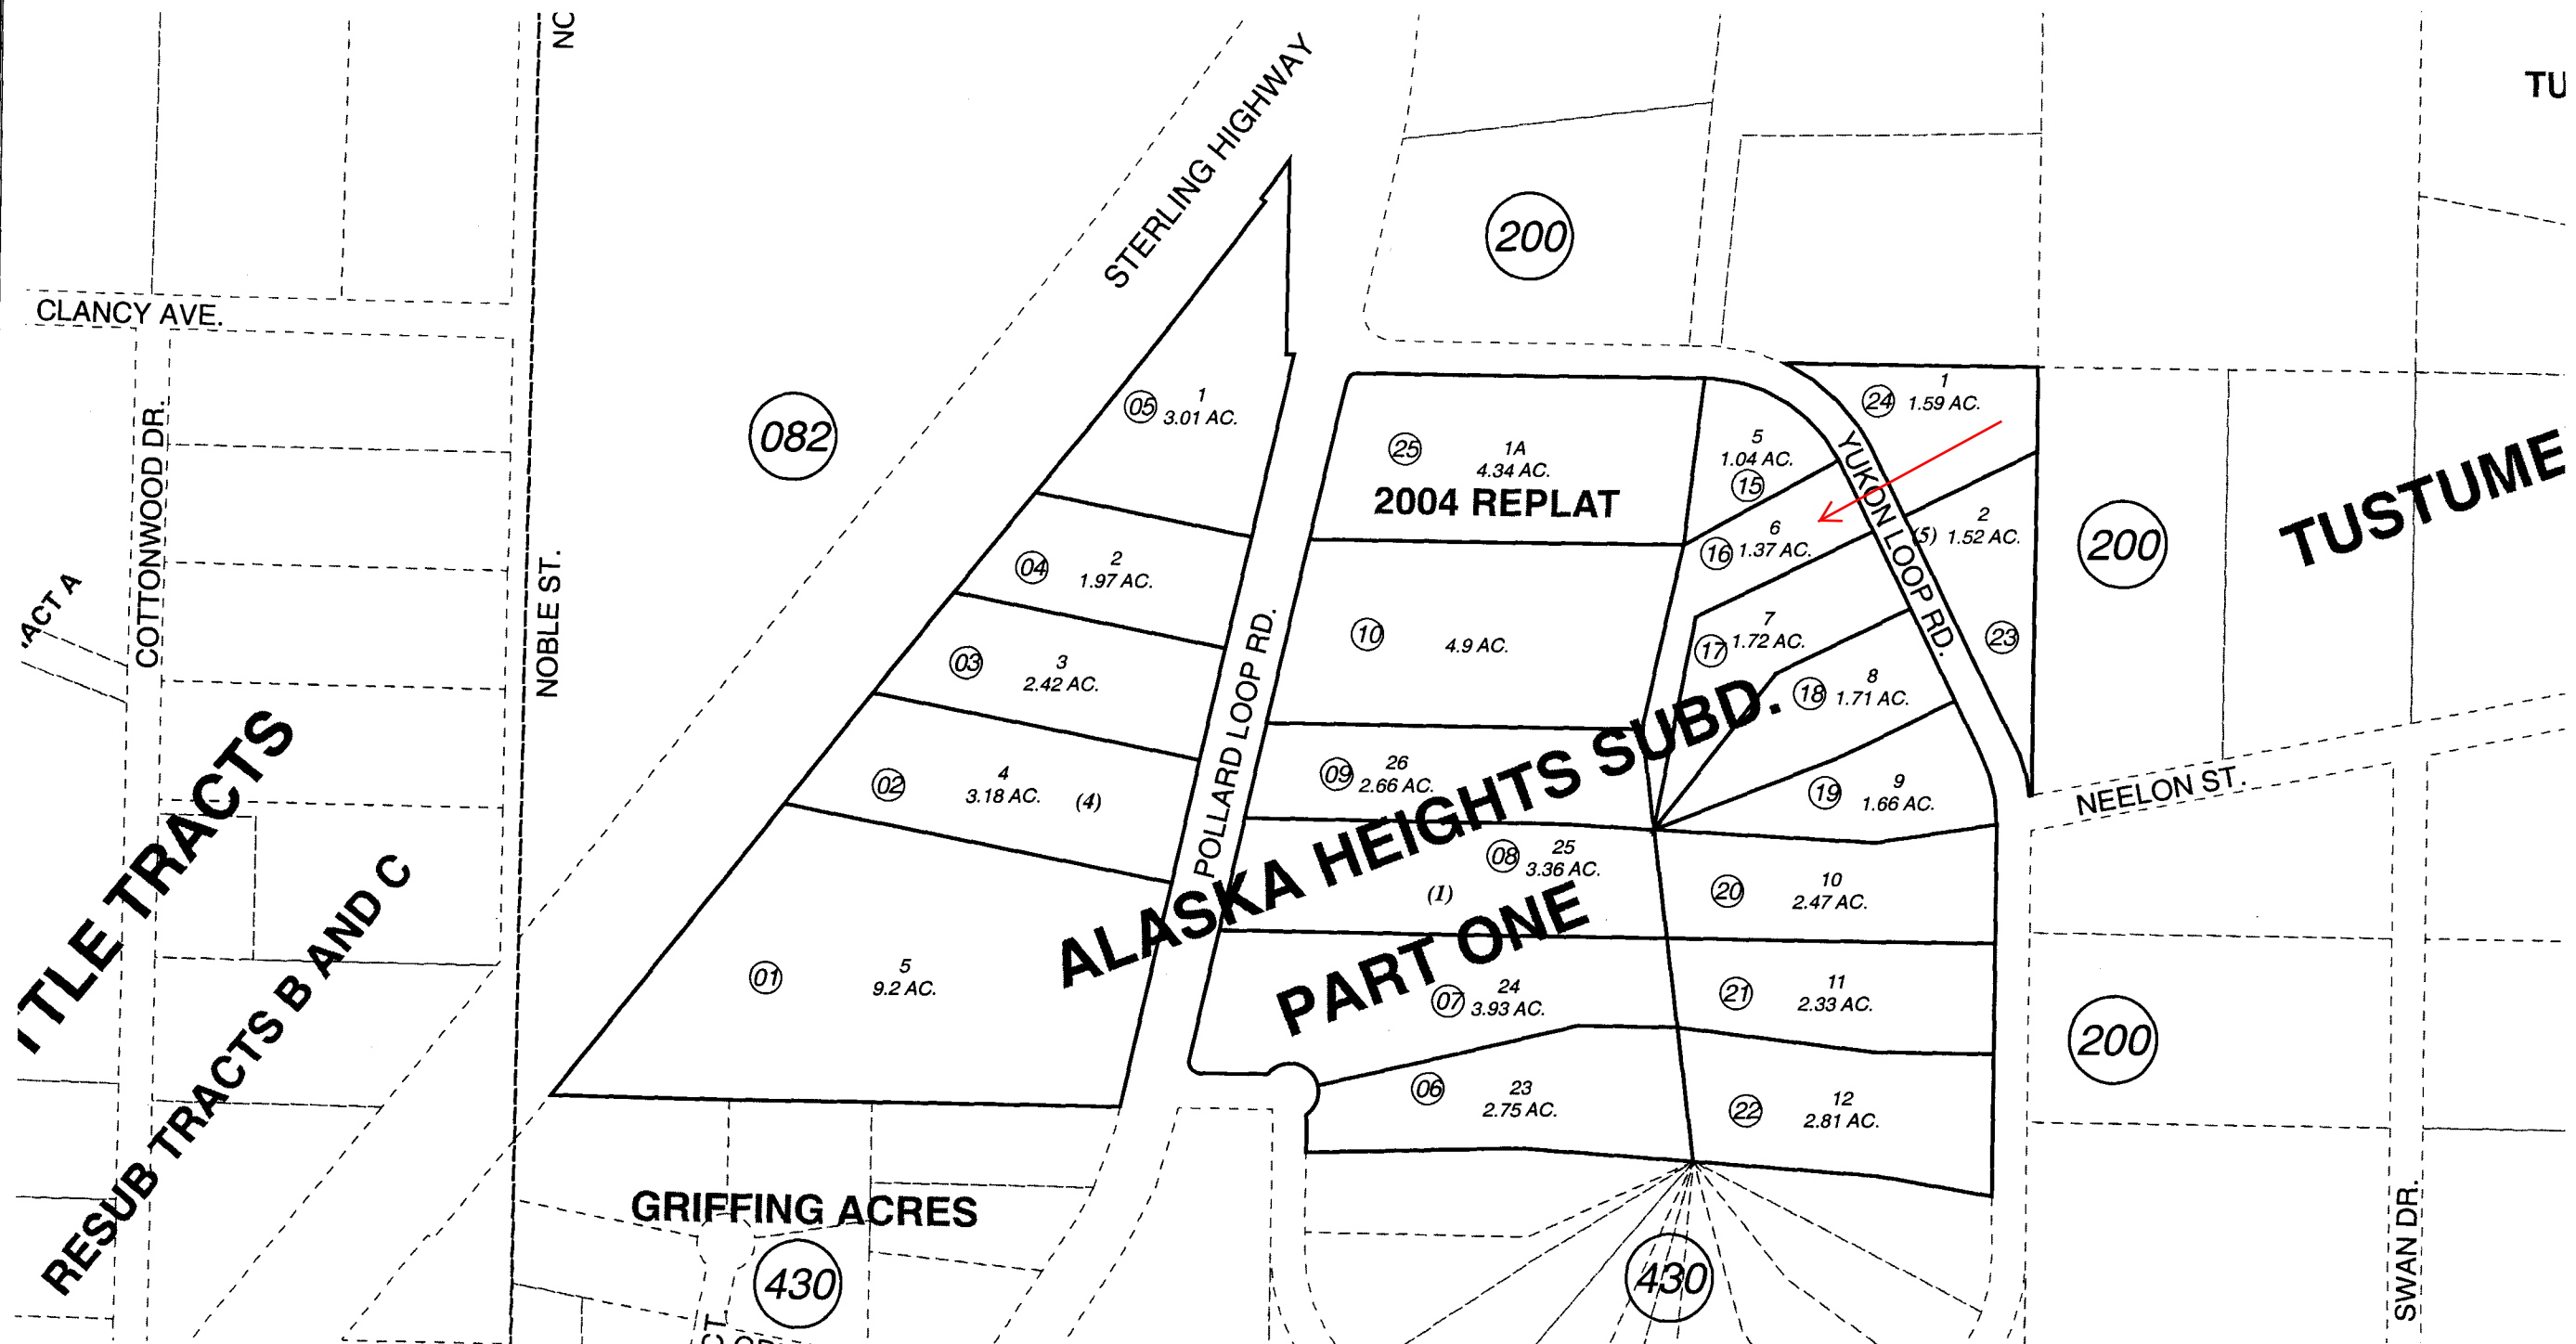 NC
TU
STERLING HIGHWAY
200
CLANCY AVE.
COTTONWOOD DR.
NOBLE ST.
082
05 1
3.01 AC.
04 2
1.97 AC.
03 3
2.42 AC.
02 4
3.18 AC. (4)
01 5
9.2 AC.
POLLARD LOOP RD.
25 1A
4.34 AC.
2004 REPLAT
10 4.9 AC.
09 26
2.66 AC.
08 25
3.36 AC.
(1)
07 24
3.93 AC.
06 23
2.75 AC.
5
1.04 AC.
15
6
16 1.37 AC.
7
17 1.72 AC.
8
18 1.71 AC.
9
19 1.66 AC.
10
20 2.47 AC.
11
21 2.33 AC.
12
22 2.81 AC.
YUKON LOOP RD.
1
24 1.59 AC.
2
(5) 1.52 AC.
23
200
TUSTUME
NEELON ST.
200
SWAN DR.
ALASKA HEIGHTS SUBD.
PART ONE
ACT A
TLE TRACTS
RESUB TRACTS B AND C
GRIFFING ACRES
430
430
CT.